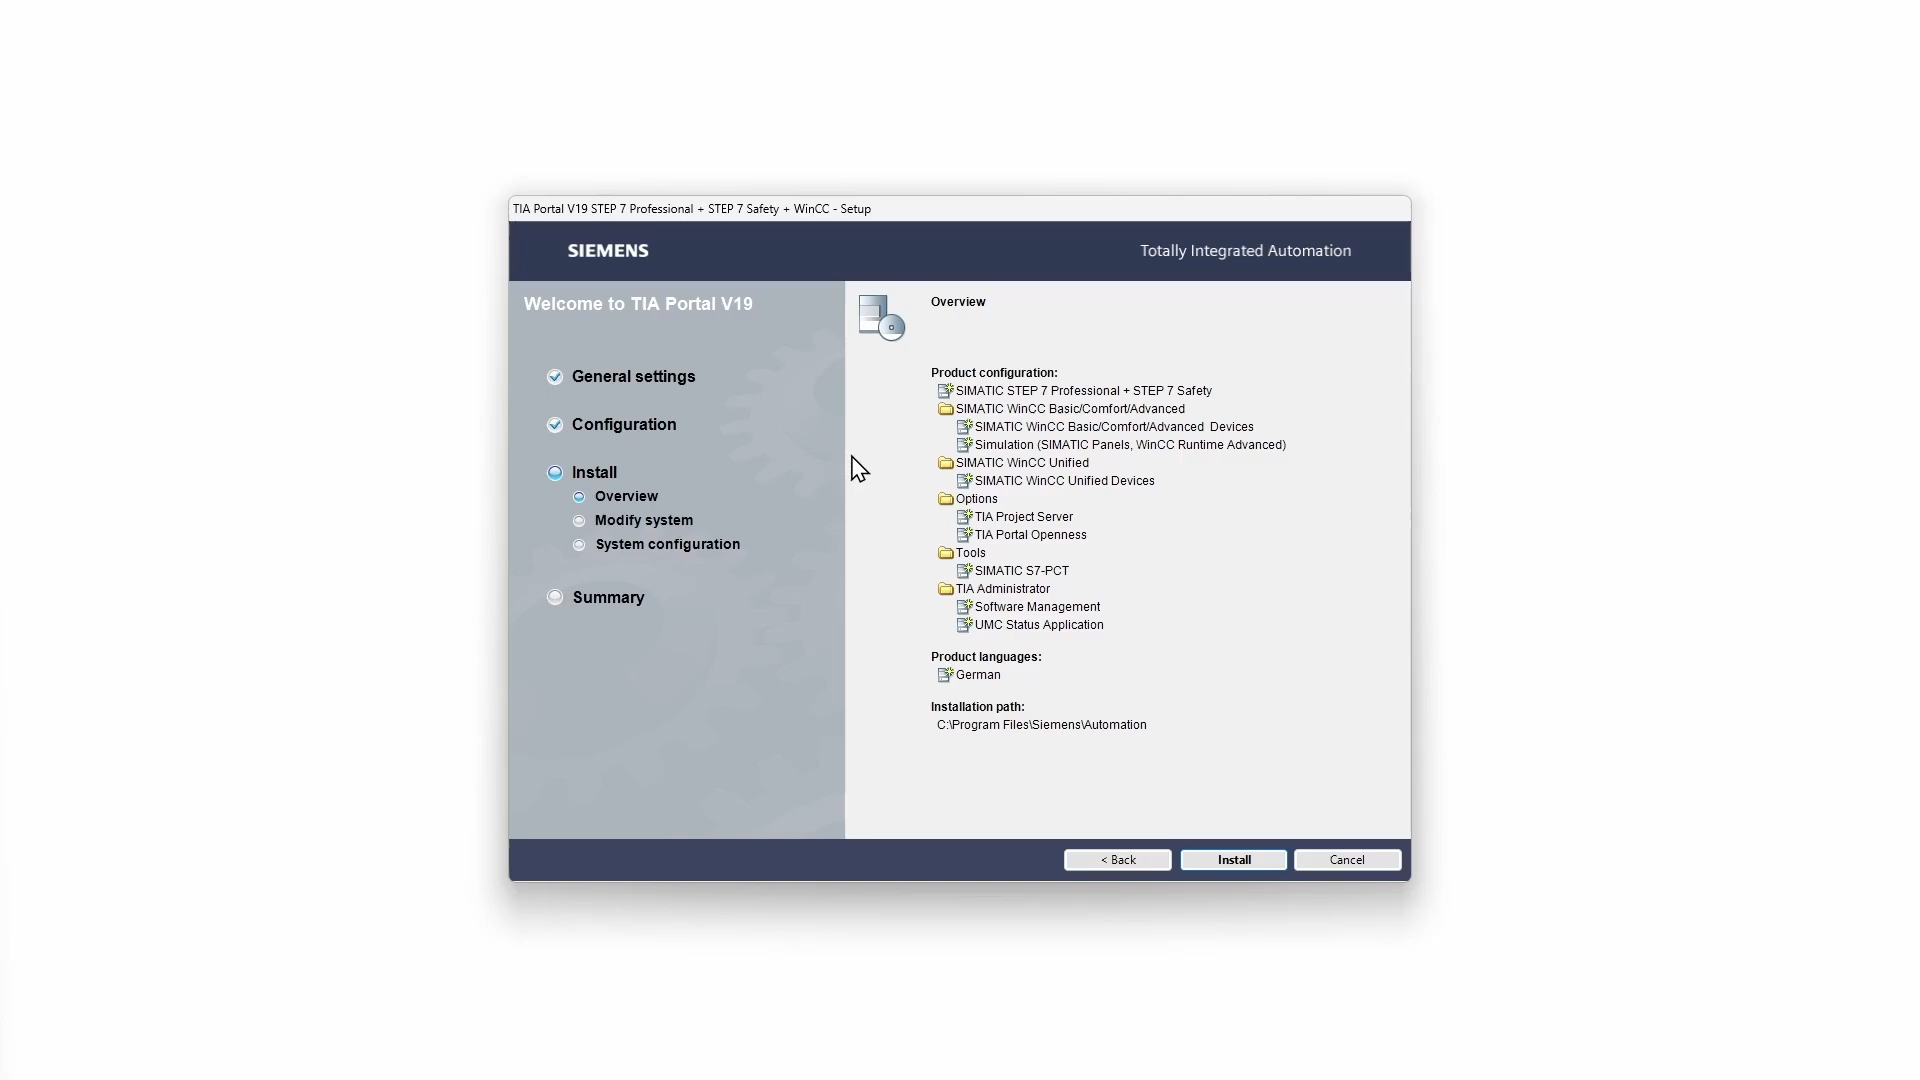 TIA Portal V19 STEP 7 Professional + STEP 7 Safety + WinCC - Setup
SIEMENS
Totally Integrated Automation
Welcome to TIA Portal V19
General settings
Configuration
Install
Overview
Modify system
System configuration
Summary
Overview
Product configuration:
SIMATIC STEP 7 Professional + STEP 7 Safety
SIMATIC WinCC Basic/Comfort/Advanced
SIMATIC WinCC Basic/Comfort/Advanced Devices
Simulation (SIMATIC Panels, WinCC Runtime Advanced)
SIMATIC WinCC Unified
SIMATIC WinCC Unified Devices
Options
TIA Project Server
TIA Portal Openness
Tools
SIMATIC S7-PCT
TIA Administrator
Software Management
UMC Status Application
Product languages:
German
Installation path:
C:\Program Files\Siemens\Automation
< Back
Install
Cancel